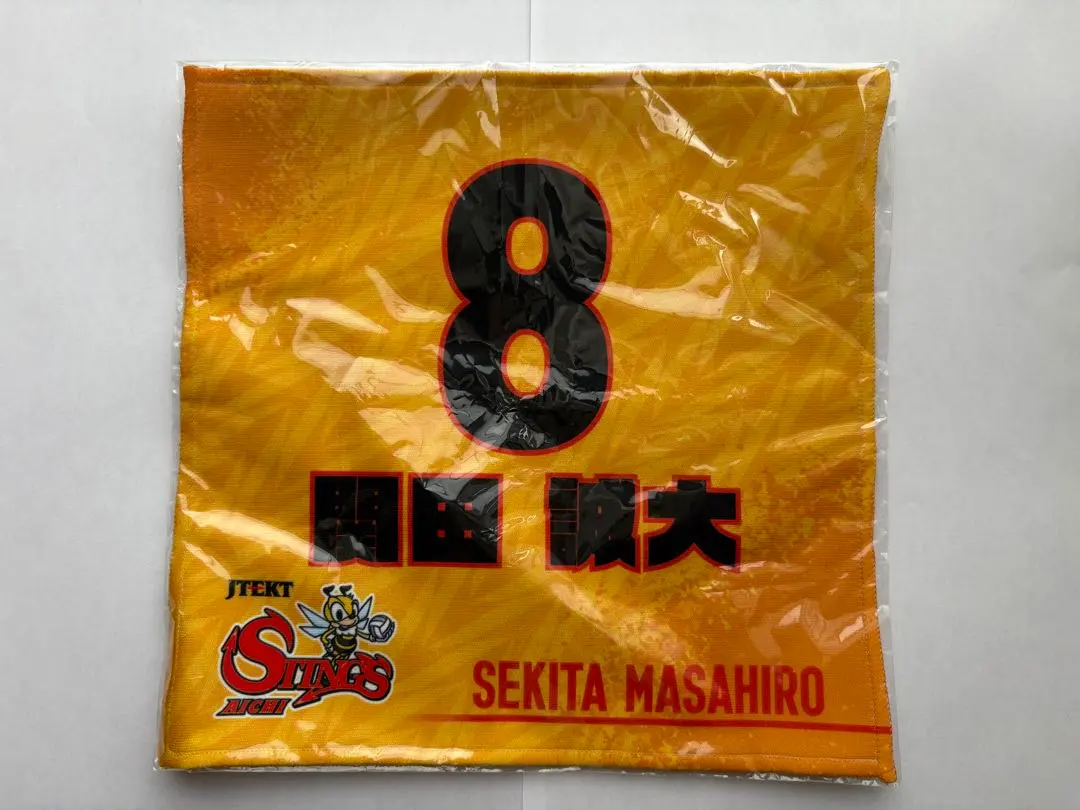 8
関田 誠大
JTEKT
STINGS
AICHI
SEKITA MASAHIRO